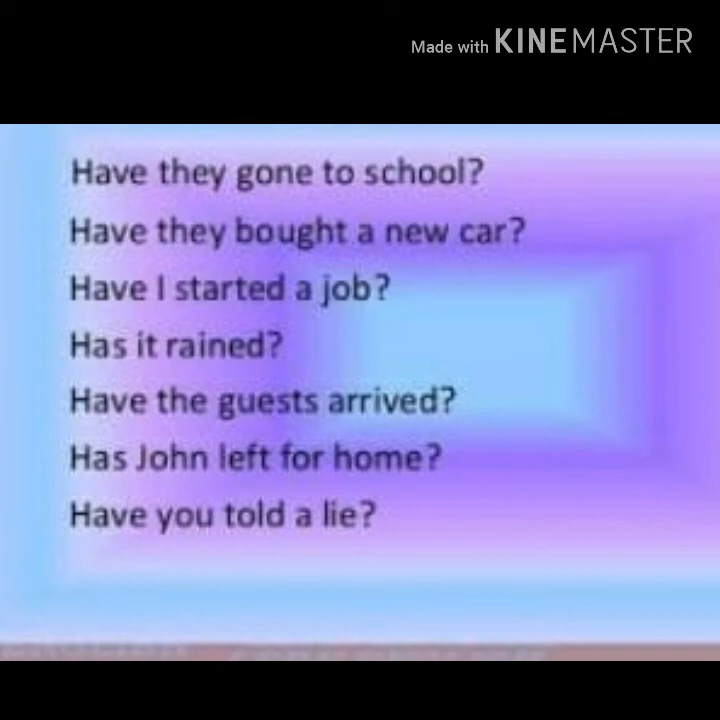 Made with KINEMASTER
Have they gone to school?
Have they bought a new car?
Have I started a job?
Has it rained?
Have the guests arrived?
Has John left for home?
Have you told a lie?